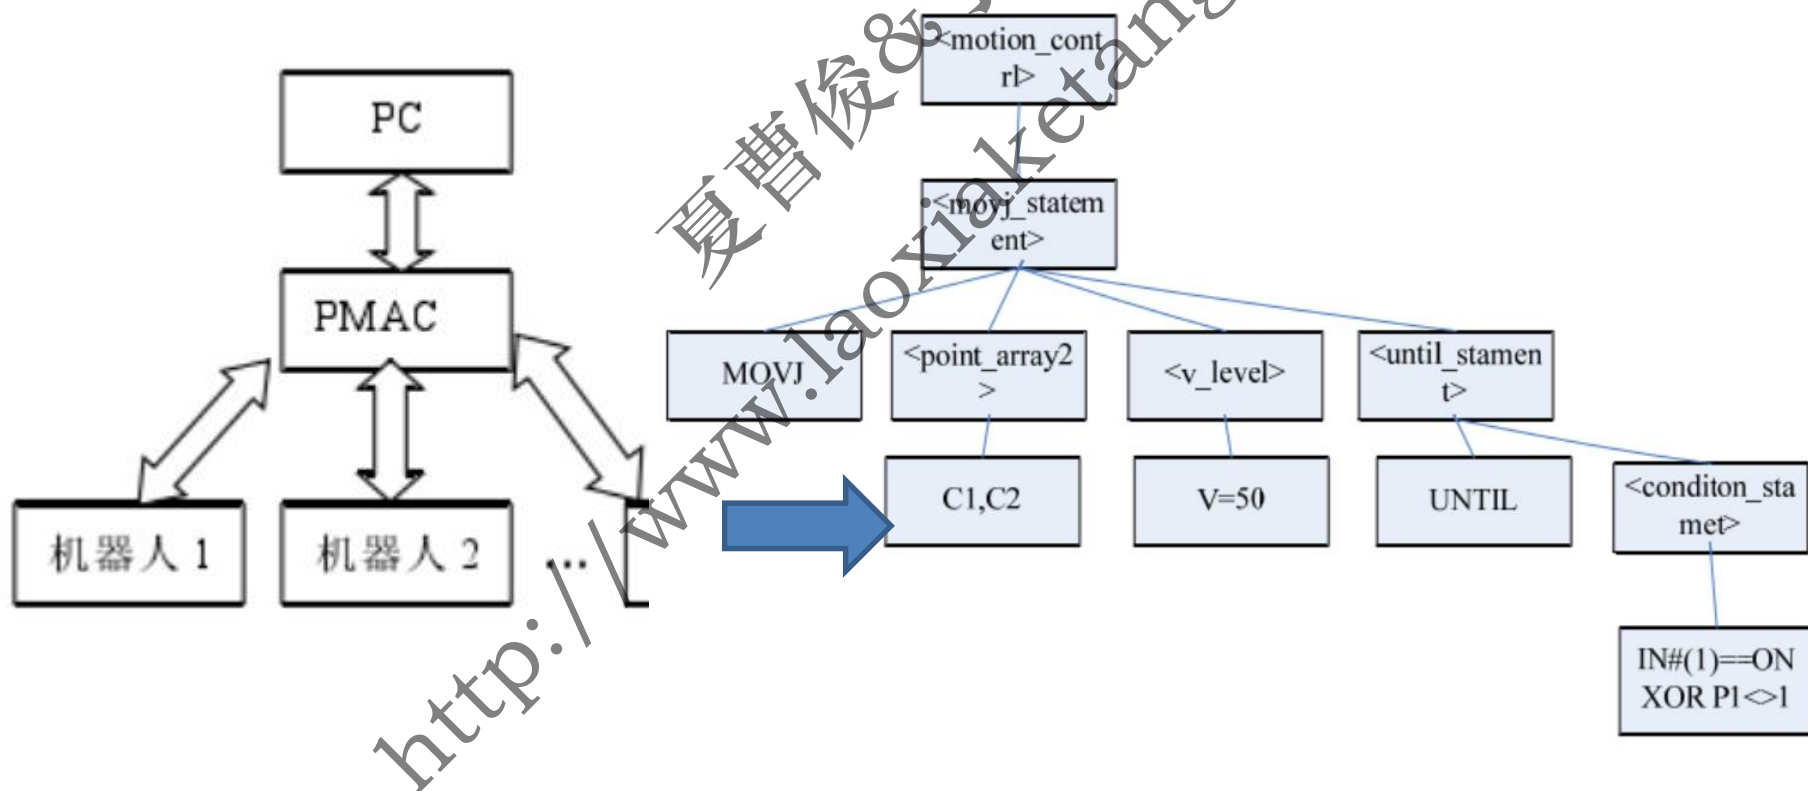 PC
PMAC
机器人 1
机器人 2
...
<motion_cont
rl>
<movj_statem
ent>
MOVJ
<point_array2
>
<v_level>
<until_stamen
t>
C1,C2
V=50
UNTIL
<conditon_sta
met>
IN#(1)==ON
XOR P1<>1
夏曹俊&
http://www.laoxiaketang